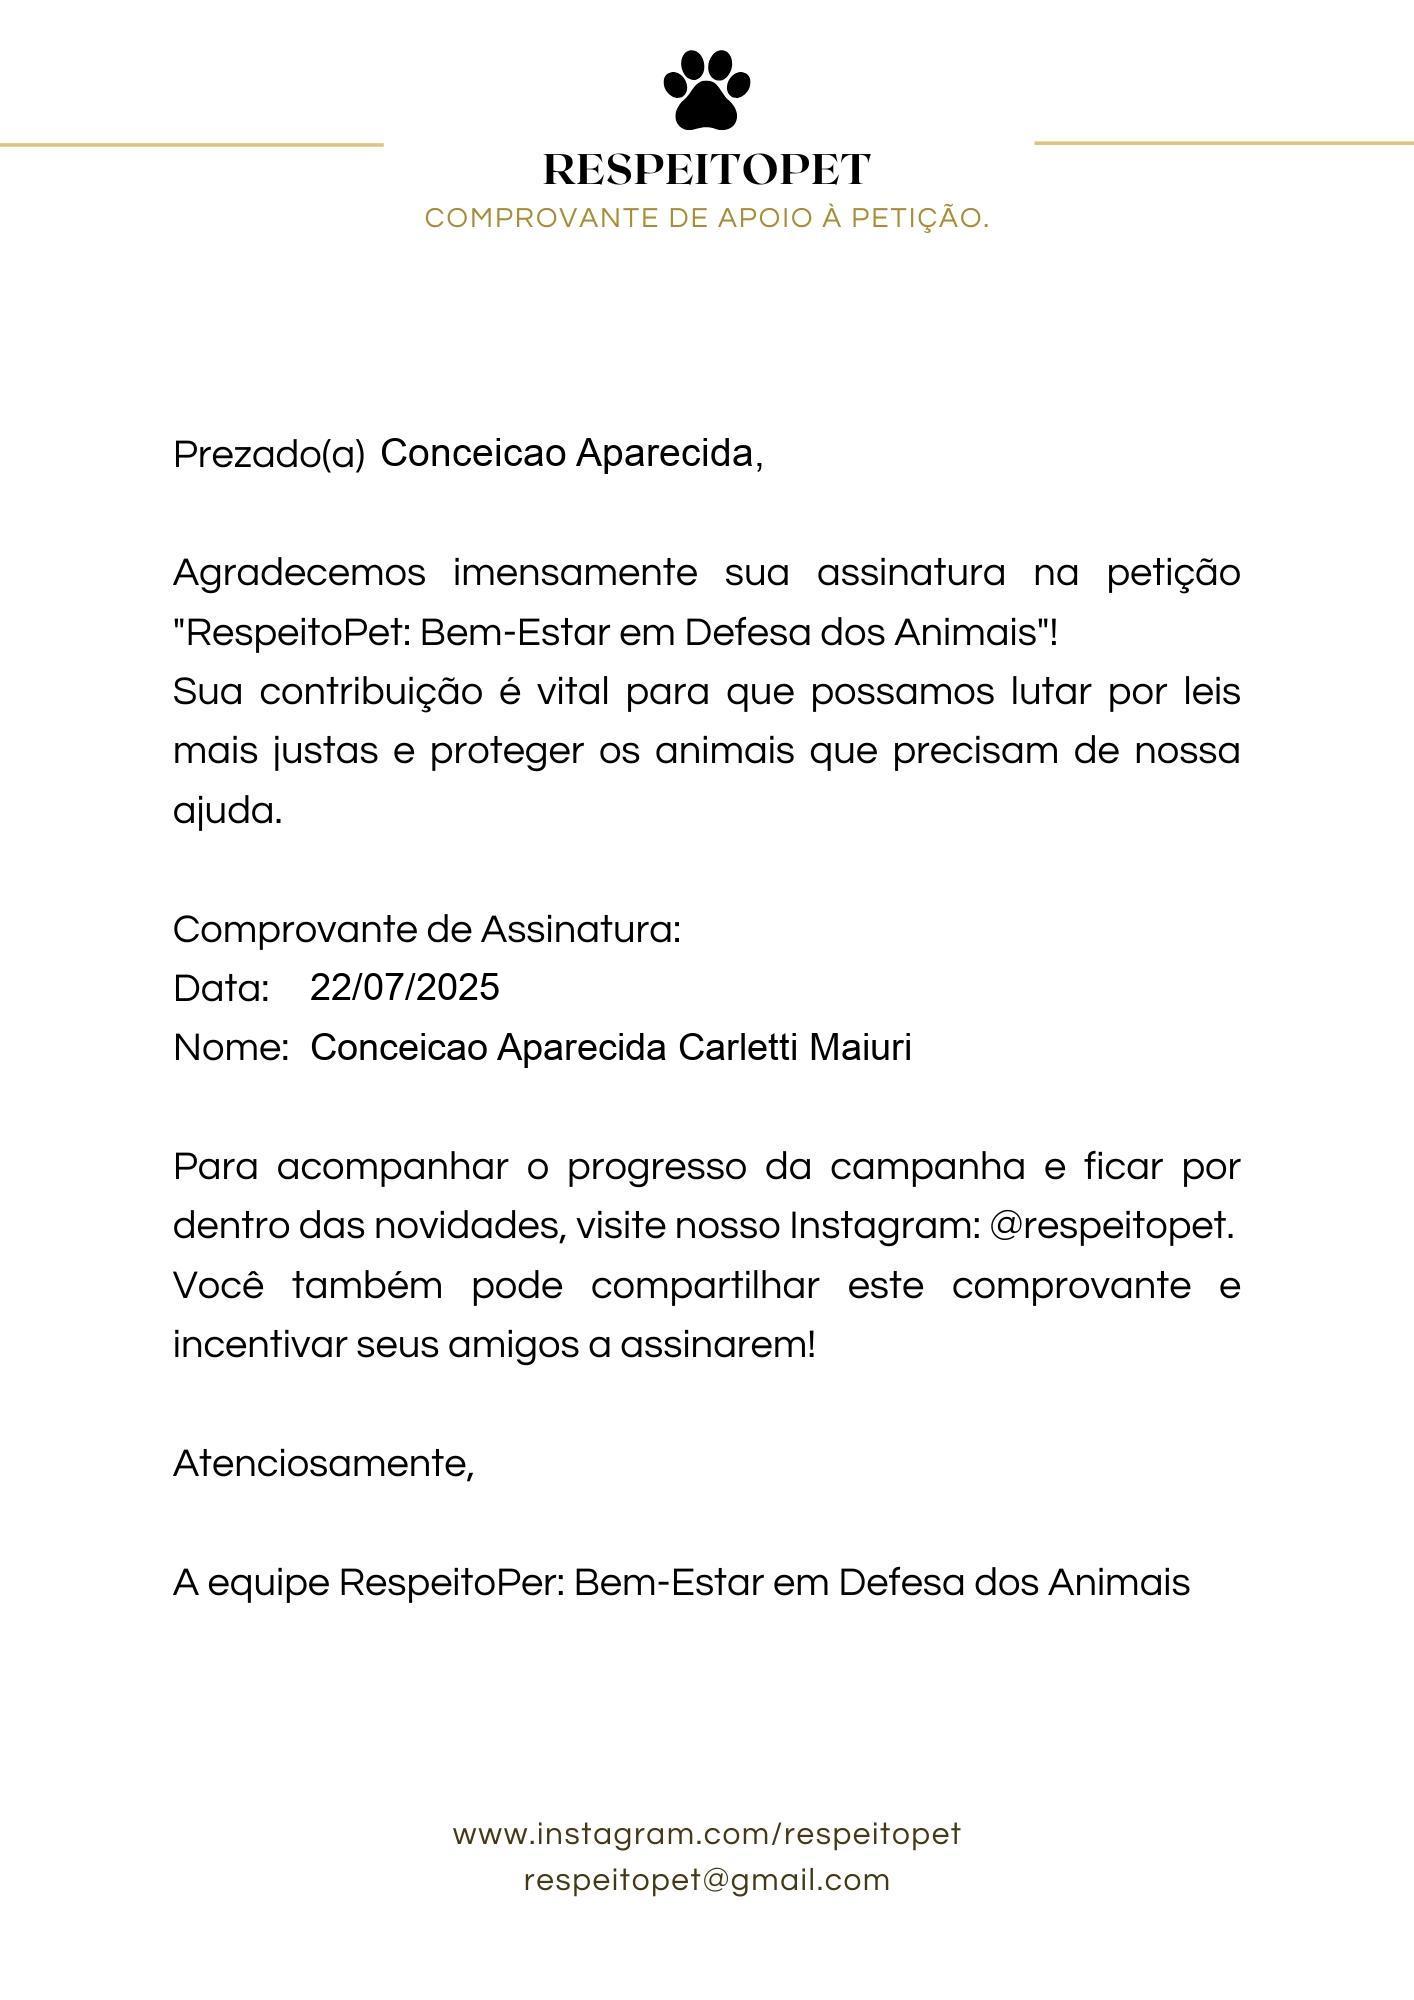 RESPEITOPET
COMPROVANTE DE APOIO À PETIÇÃO.
Prezado(a) Conceicao Aparecida,
Agradecemos imensamente sua assinatura na petição
"RespeitoPet: Bem-Estar em Defesa dos Animais"!
Sua contribuição é vital para que possamos lutar por leis
mais justas e proteger os animais que precisam de nossa
ajuda.
Comprovante de Assinatura:
Data: 22/07/2025
Nome: Conceicao Aparecida Carletti Maiuri
Para acompanhar o progresso da campanha e ficar por
dentro das novidades, visite nosso Instagram: @respeitopet.
Você também pode compartilhar este comprovante e
incentivar seus amigos a assinarem!
Atenciosamente,
A equipe RespeitoPer: Bem-Estar em Defesa dos Animais
www.instagram.com/respeitopet
respeitopet@gmail.com